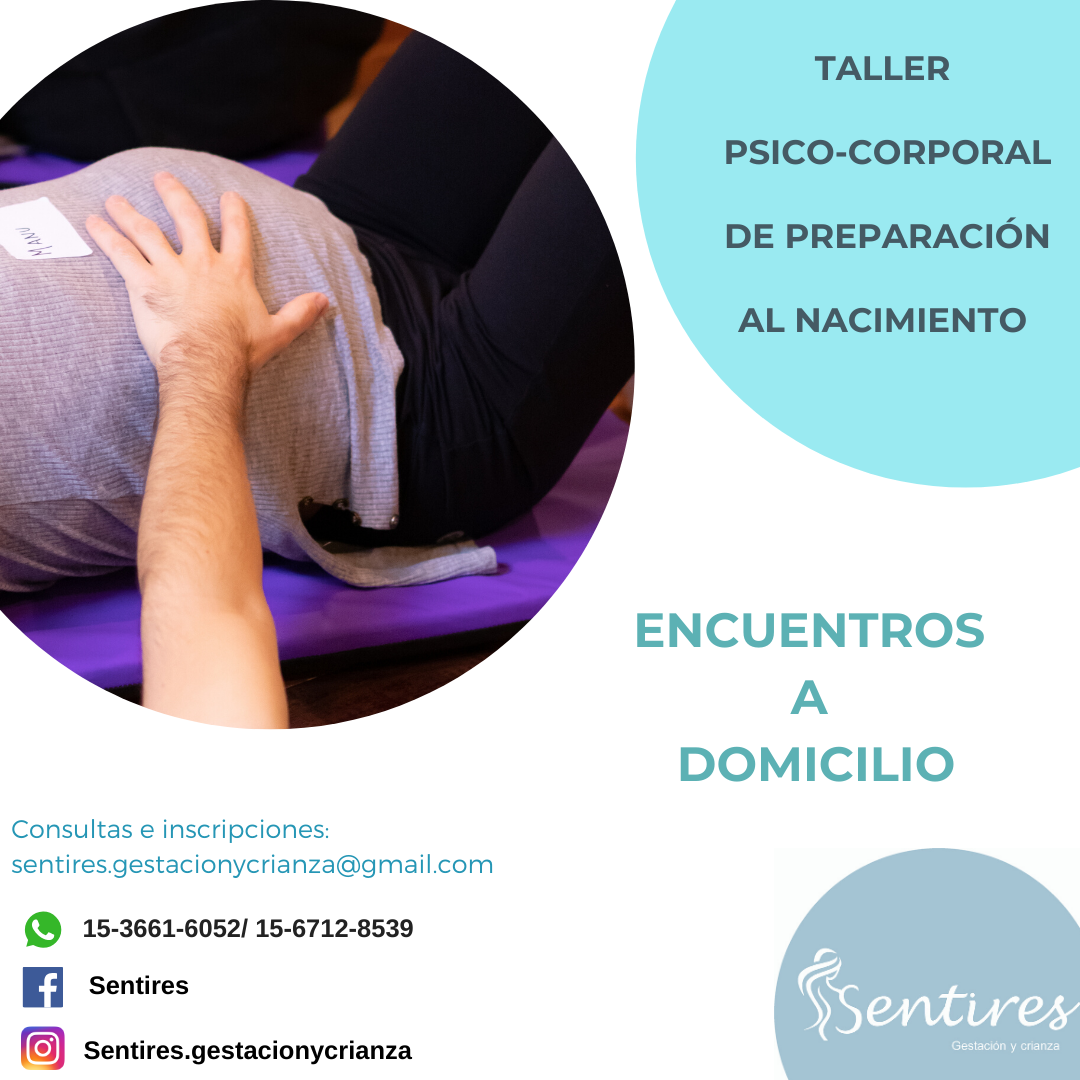 TALLER
PSICO-CORPORAL
DE PREPARACIÓN
AL NACIMIENTO
MANU
ENCUENTROS
A
DOMICILIO
Consultas e inscripciones:
sentires.gestacionycrianza@gmail.com
15-3661-6052/ 15-6712-8539
Sentires
Sentires.gestacionycrianza
Sentires
Gestación y crianza